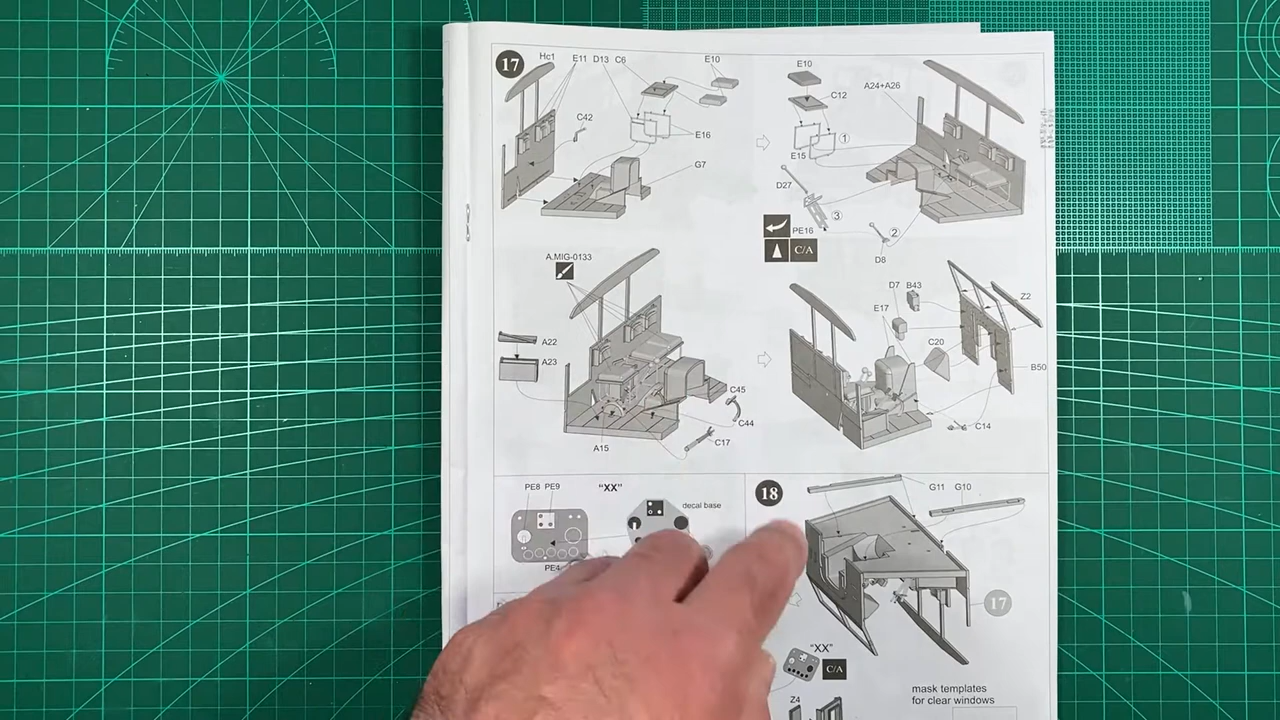 17
Hc1
E11
D13
C6
E10
C42
E16
G7
E10
C12
A24+A26
1
E15
D27
3
PE16
2
C/A
D8
A.MIG-0133
A22
A23
C45
C44
C17
A15
D7
B43
Z2
E17
C20
B50
C14
PE8 PE9
"XX"
decal base
PE4
18
G11
G10
17
"XX"
C/A
Z4
mask templates
for clear windows